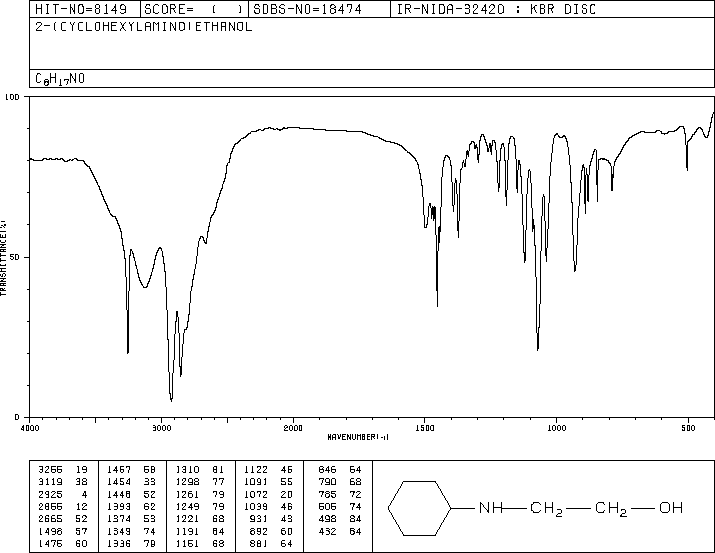 HIT-NO=8149 SCORE= ( ) SDBS-NO=18474 IR-NIDA-32420 : KBR DISC
2-(CYCLOHEXYLAMINO)ETHANOL
C8H17NO
100
50
0
TRANSMITTANCE(%)
4000 3000 2000 1500 1000 500
WAVENUMBER(-1)
3255 19 1467 58 1310 81 1122 46 846 64
3119 38 1454 33 1298 77 1091 55 790 68
2925 4 1448 52 1261 79 1072 20 785 72
2855 12 1393 62 1249 79 1039 46 505 74
2665 52 1374 53 1221 68 931 43 498 84
1498 57 1349 74 1191 64 892 60 432 84
1475 60 1336 79 1151 68 881 64
NH—CH2—CH2—OH